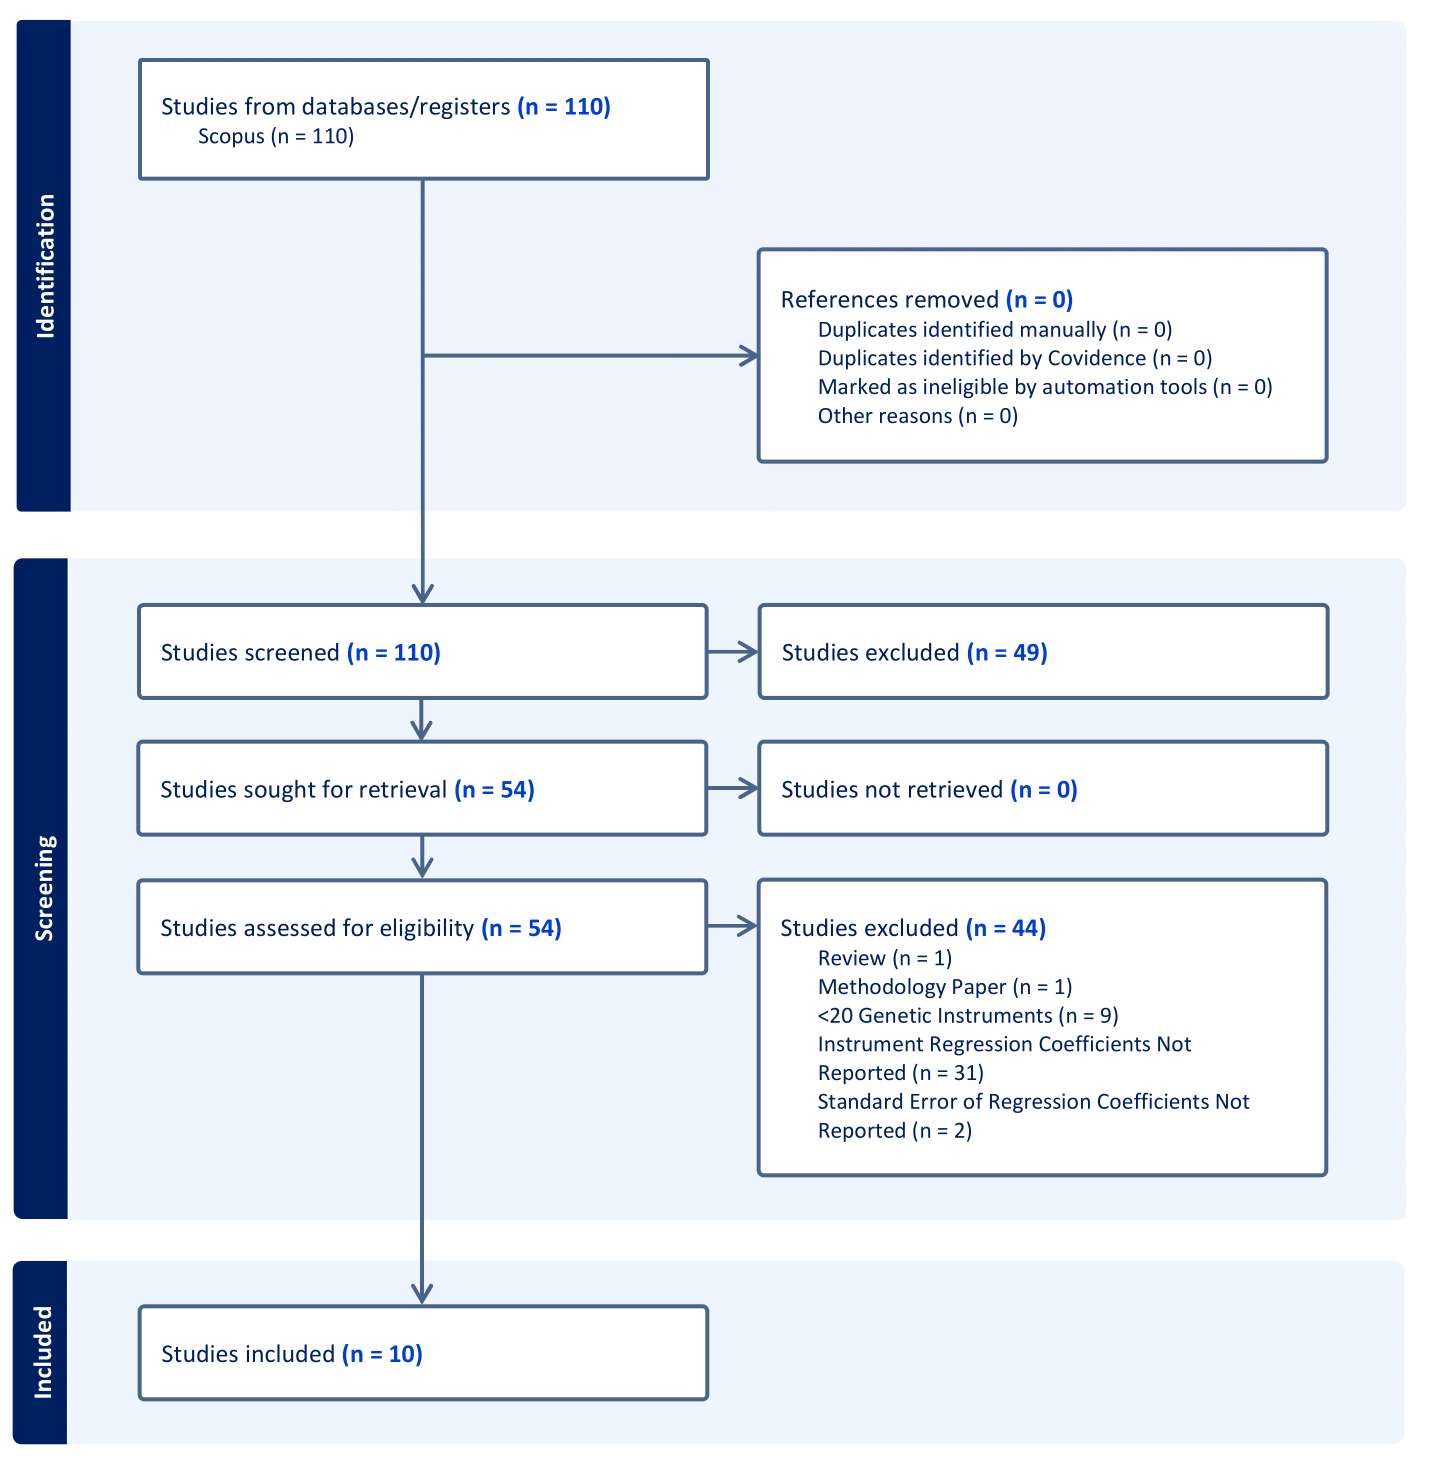 Identification
Studies from databases/registers (n = 110)
Scopus (n = 110)
References removed (n = 0)
Duplicates identified manually (n = 0)
Duplicates identified by Covidence (n = 0)
Marked as ineligible by automation tools (n = 0)
Other reasons (n = 0)
Screening
Studies screened (n = 110)
Studies excluded (n = 49)
Studies sought for retrieval (n = 54)
Studies not retrieved (n = 0)
Studies assessed for eligibility (n = 54)
Studies excluded (n = 44)
Review (n = 1)
Methodology Paper (n = 1)
<20 Genetic Instruments (n = 9)
Instrument Regression Coefficients Not
Reported (n = 31)
Standard Error of Regression Coefficients Not
Reported (n = 2)
Included
Studies included (n = 10)